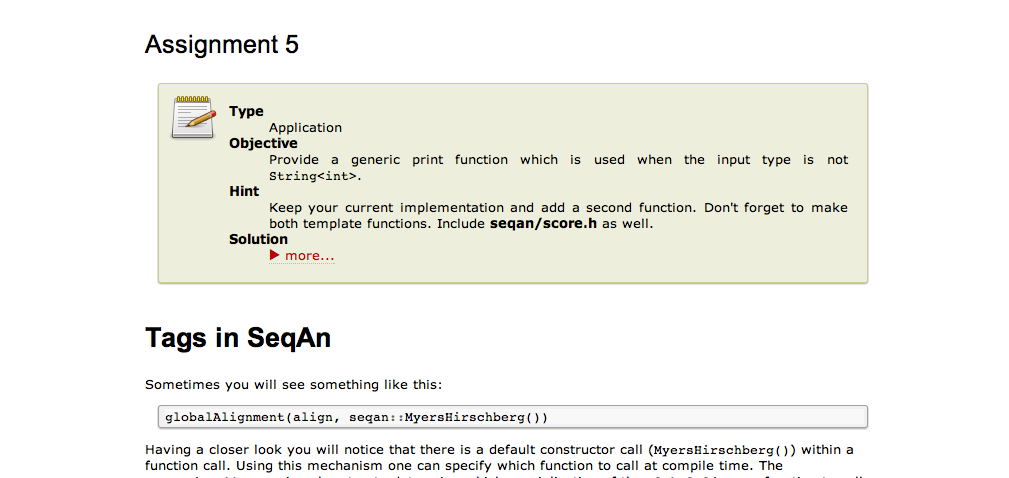 Assignment 5
Type
Application
Objective
Provide a generic print function which is used when the input type is not
String<int>.
Hint
Keep your current implementation and add a second function. Don't forget to make
both template functions. Include seqan/score.h as well.
Solution
▶ more...
Tags in SeqAn
Sometimes you will see something like this:
globalAlignment(align, seqan::MyersHirschberg())
Having a closer look you will notice that there is a default constructor call (MyersHirschberg()) within a
function call. Using this mechanism one can specify which function to call at compile time. The